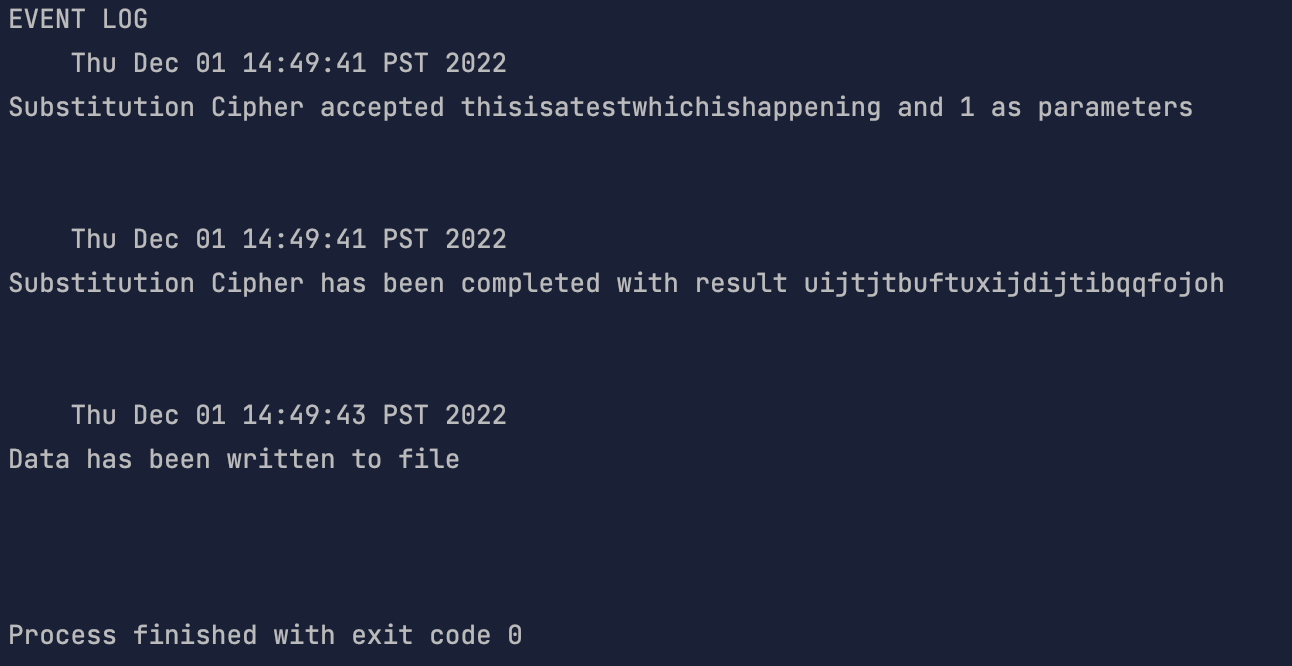 EVENT LOG
Thu Dec 01 14:49:41 PST 2022
Substitution Cipher accepted thisisatestwhichishappening and 1 as parameters
Thu Dec 01 14:49:41 PST 2022
Substitution Cipher has been completed with result uijtjtbuftuxijdijtibqqfojoh
Thu Dec 01 14:49:43 PST 2022
Data has been written to file
Process finished with exit code 0